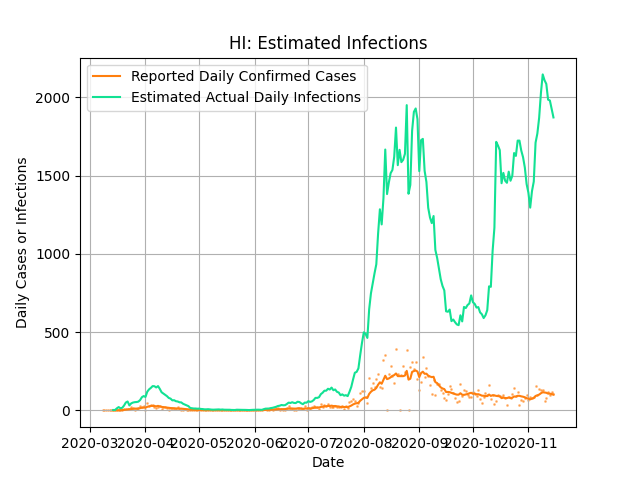 HI: Estimated Infections
Reported Daily Confirmed Cases
Estimated Actual Daily Infections
Daily Cases or Infections
2000
1500
1000
500
0
2020-03 2020-04 2020-05 2020-06 2020-07 2020-08 2020-09 2020-10 2020-11
Date